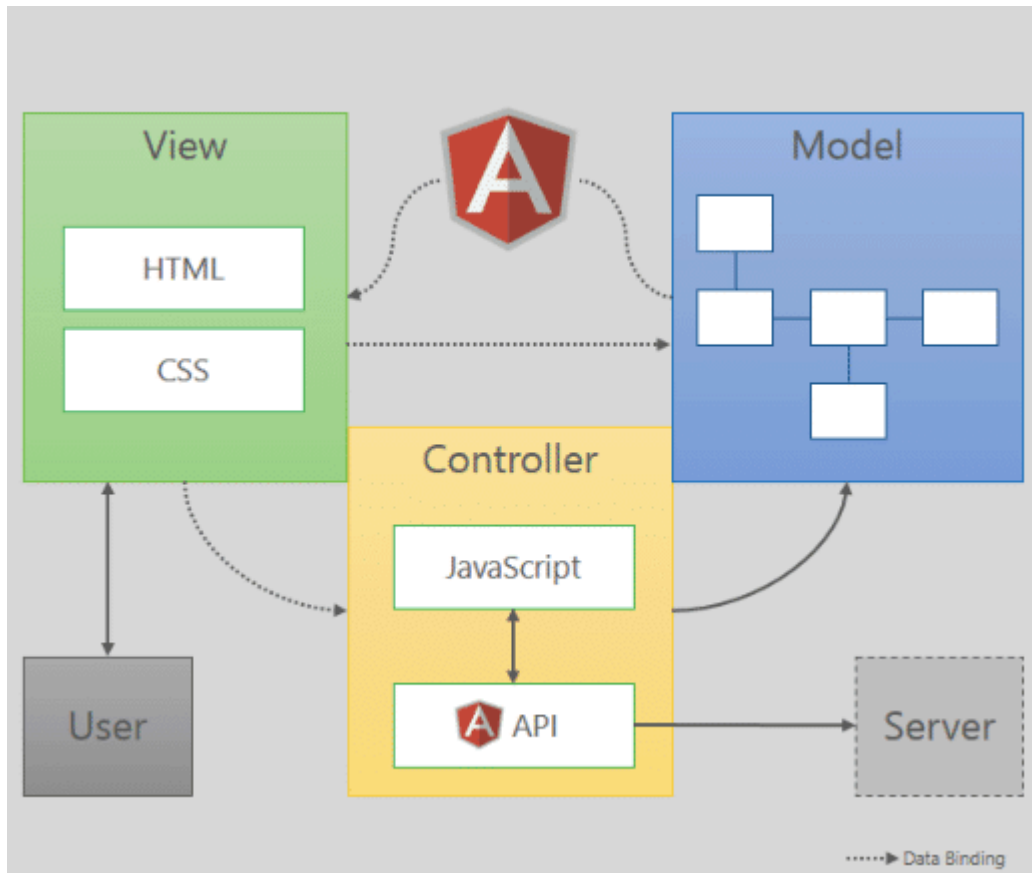 View
Model
HTML
CSS
Controller
JavaScript
API
User
Server
Data Binding